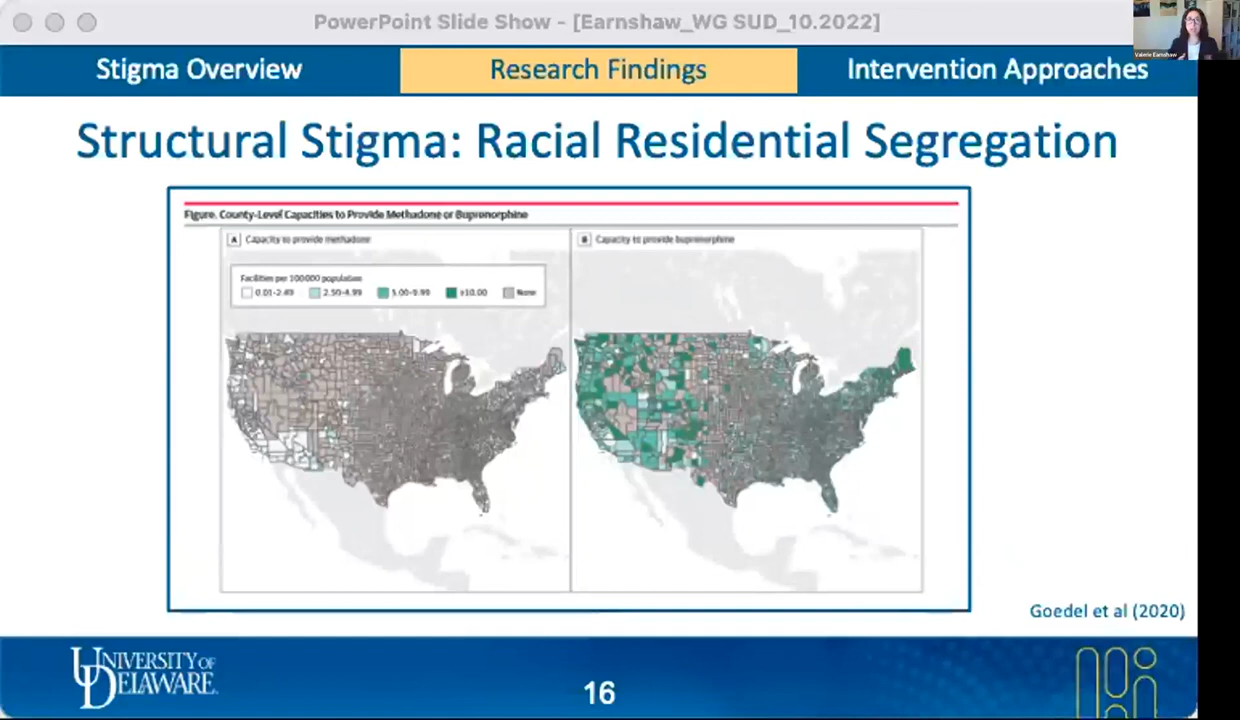 PowerPoint Slide Show - [Earnshaw_WG SUD_10.2022]
Valerie Earnshaw
Stigma Overview
Research Findings
Intervention Approaches
Structural Stigma: Racial Residential Segregation
Figure. County-Level Capacities to Provide Methadone or Buprenorphine
A Capacity to provide methadone
B Capacity to provide buprenorphine
Facilities per 100000 population
0.01-2.49 2.50-4.99 5.00-9.99 ≥10.00 None
Goedel et al (2020)
UNIVERSITY OF
DELAWARE.
16